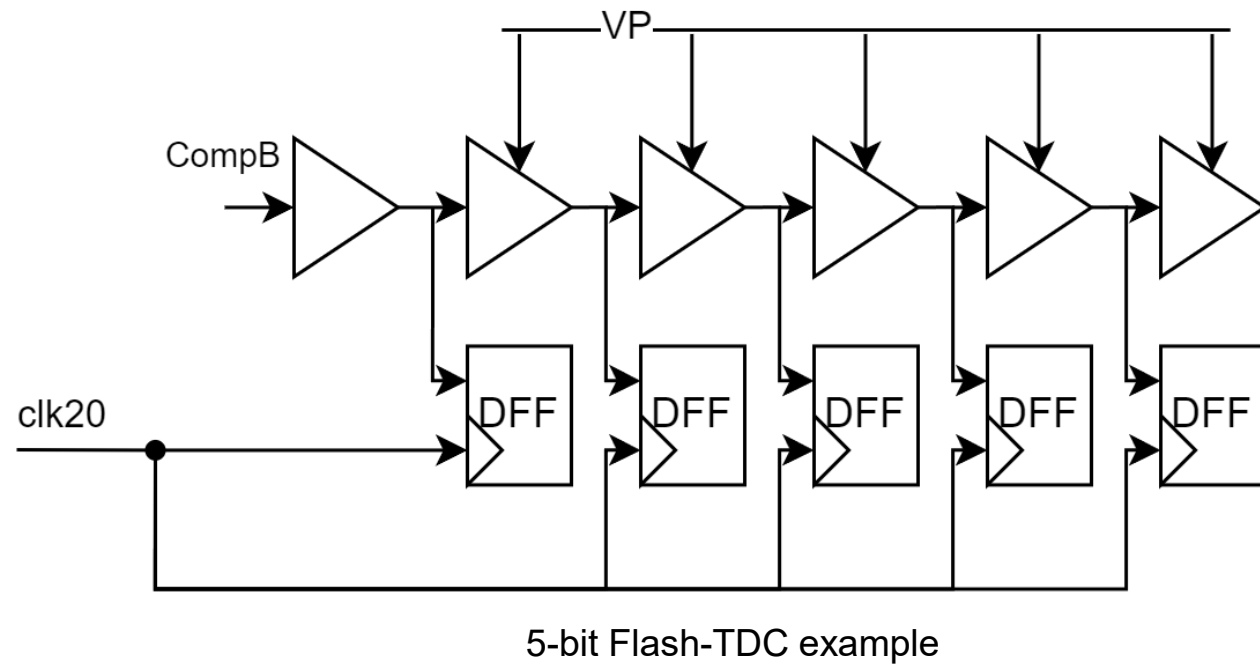 VP
CompB
clk20
DFF DFF DFF DFF DFF
5-bit Flash-TDC example